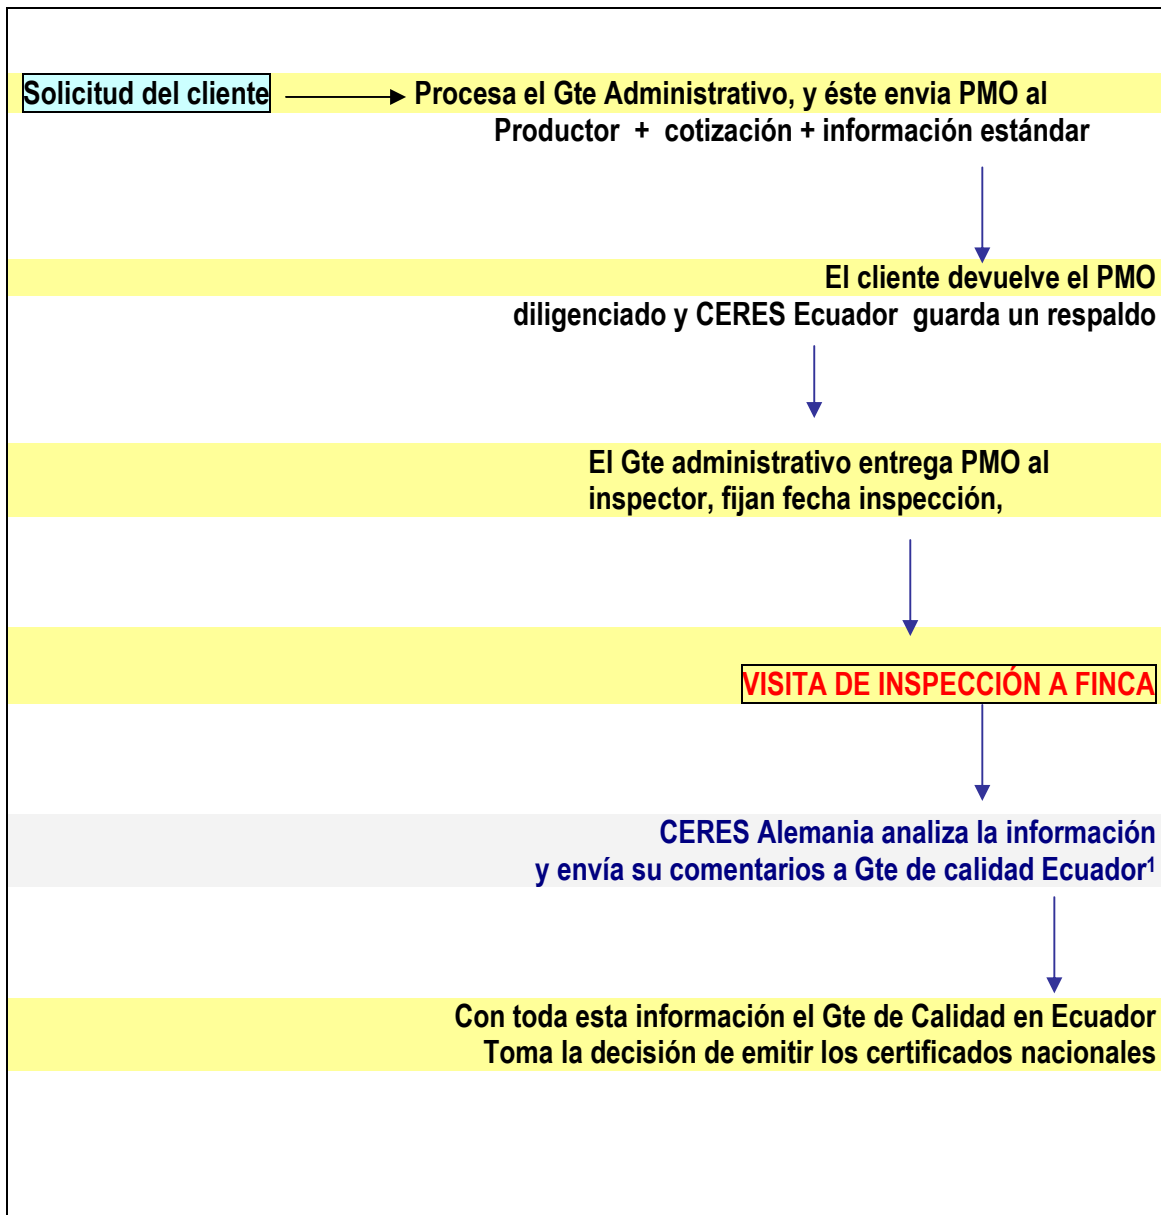 Solicitud del cliente Procesa el Gte Administrativo, y éste envia PMO al
Productor + cotización + información estándar
El cliente devuelve el PMO
diligenciado y CERES Ecuador guarda un respaldo
El Gte administrativo entrega PMO al
inspector, fijan fecha inspección,
VISITA DE INSPECCIÓN A FINCA
CERES Alemania analiza la información
y envía su comentarios a Gte de calidad Ecuador¹
Con toda esta información el Gte de Calidad en Ecuador
Toma la decisión de emitir los certificados nacionales